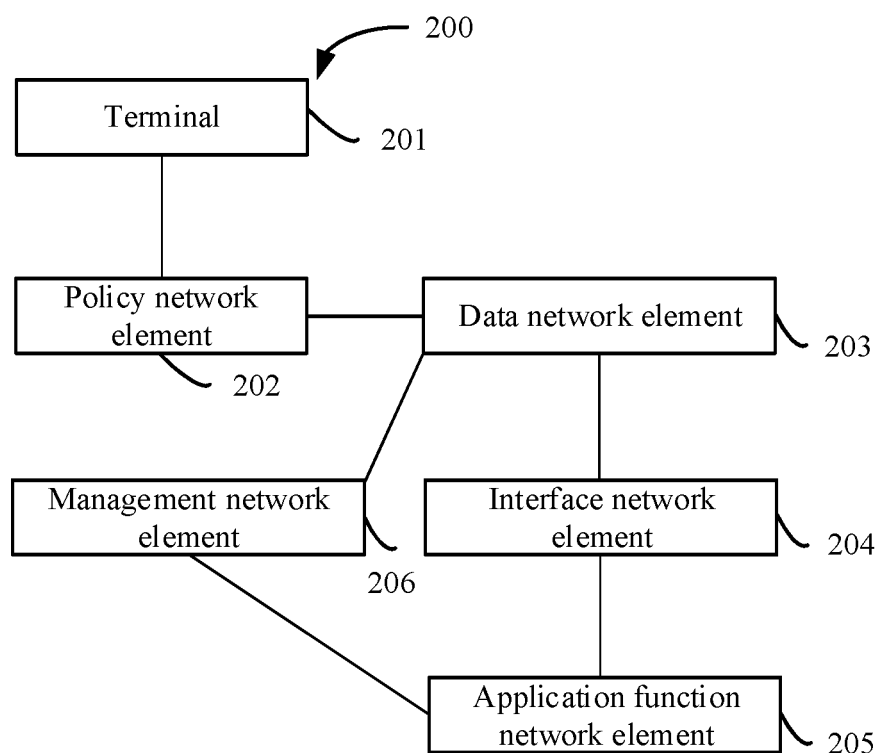 200
Terminal
201
Policy network
element
202
Data network element
203
Management network
element
206
Interface network
element
204
Application function
network element
205